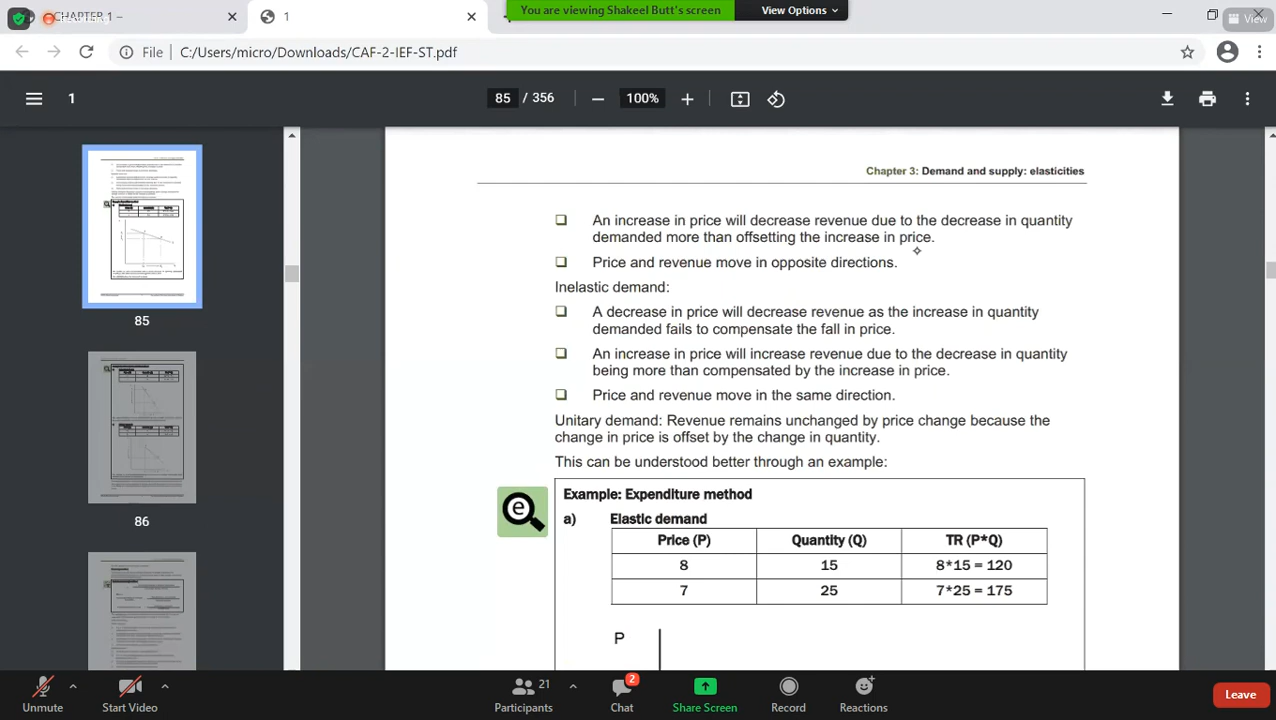 CHAPTER 1 –
1
You are viewing Shakeel Butt's screen
View Options
View
File
C:/Users/micro/Downloads/CAF-2-IEF-ST.pdf
1
85 / 356
100%
Chapter 3: Demand and supply: elasticities
An increase in price will decrease revenue due to the decrease in quantity
demanded more than offsetting the increase in price.
Price and revenue move in opposite directions.
Inelastic demand:
A decrease in price will decrease revenue as the increase in quantity
demanded fails to compensate the fall in price.
An increase in price will increase revenue due to the decrease in quantity
being more than compensated by the increase in price.
Price and revenue move in the same direction.
Unitary demand: Revenue remains unchanged by price change because the
change in price is offset by the change in quantity.
This can be understood better through an example:
e
Example: Expenditure method
a) Elastic demand
Price (P) Quantity (Q) TR (P*Q)
8 15 8*15 = 120
7 25 7*25 = 175
P
85
86
Unmute
Start Video
21
Participants
2
Chat
Share Screen
Record
Reactions
Leave